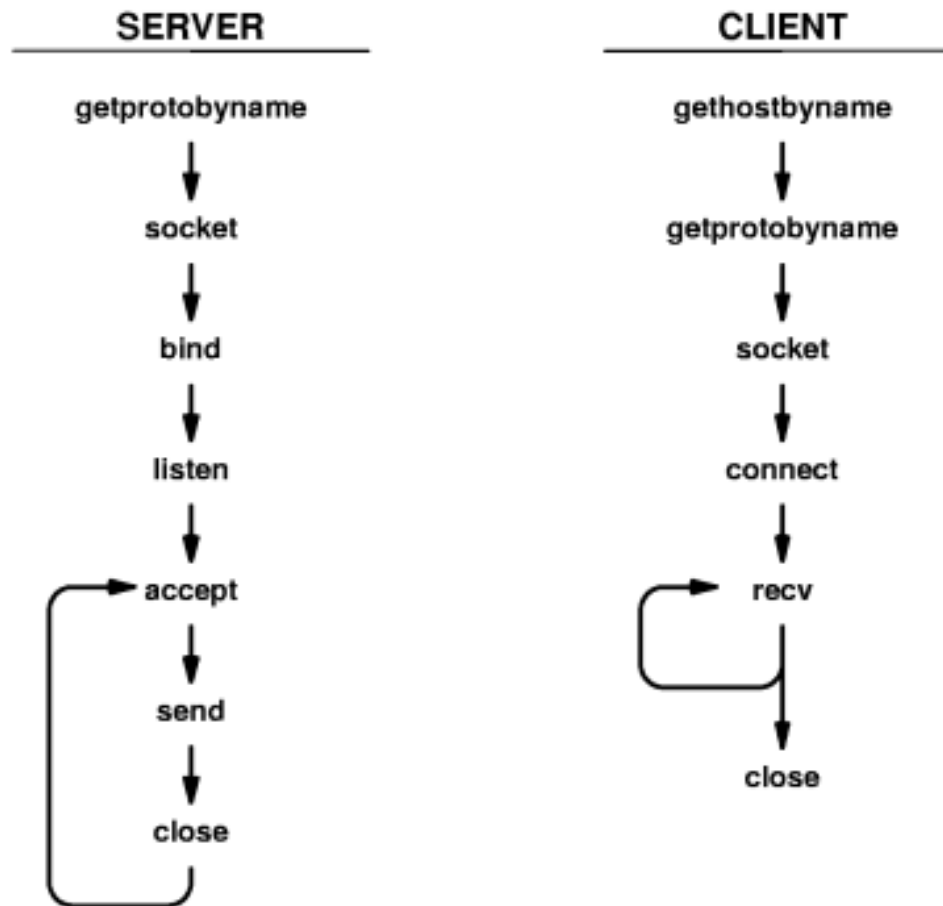 SERVER
getprotobyname
socket
bind
listen
accept
send
close
CLIENT
gethostbyname
getprotobyname
socket
connect
recv
close